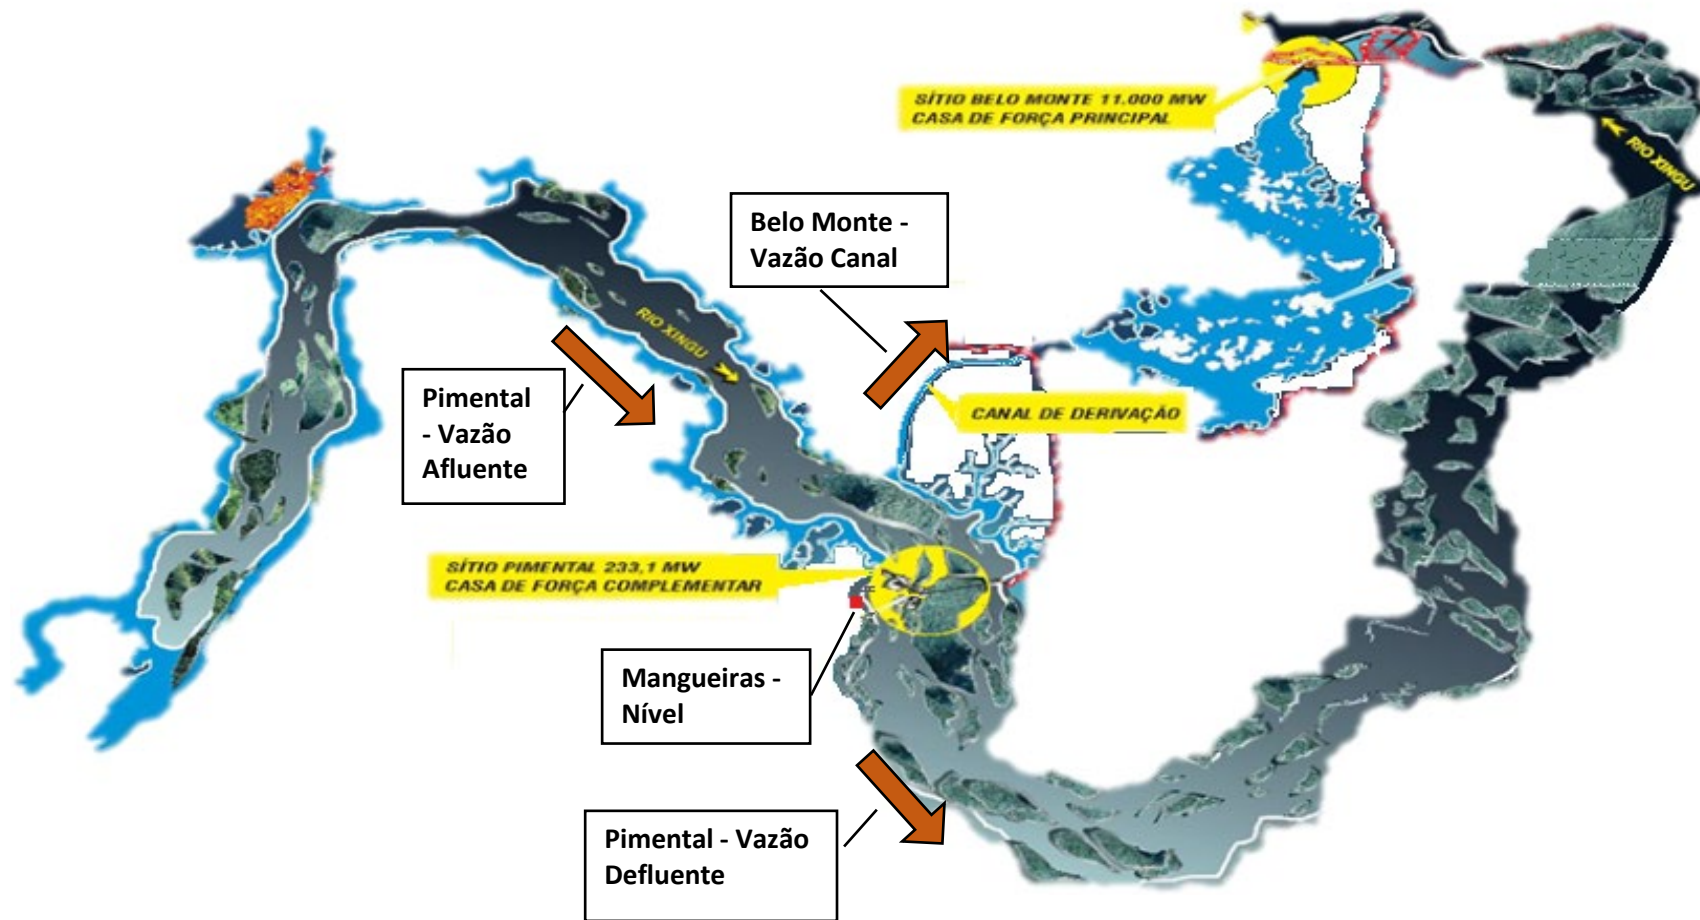 SÍTIO BELO MONTE 11.000 MW
CASA DE FORÇA PRINCIPAL
RIO XINGU
Belo Monte -
Vazão Canal
RIO XINGU
Pimental
- Vazão
Afluente
CANAL DE DERIVAÇÃO
SÍTIO PIMENTAL 233,1 MW
CASA DE FORÇA COMPLEMENTAR
Mangueiras -
Nível
Pimental - Vazão
Defluente